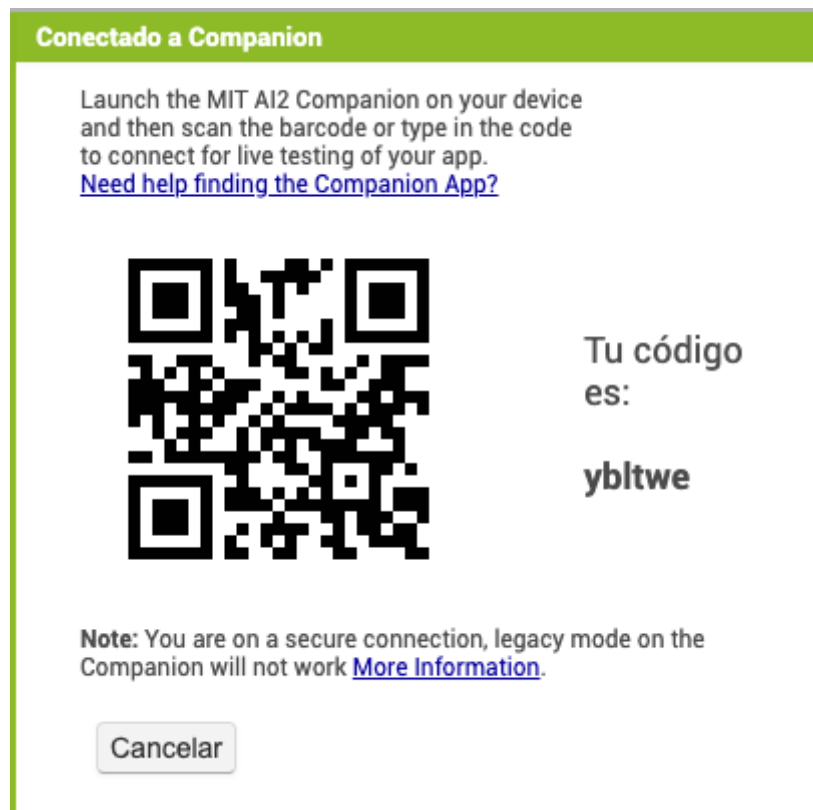 Conectado a Companion
Launch the MIT AI2 Companion on your device
and then scan the barcode or type in the code
to connect for live testing of your app.
Need help finding the Companion App?
Tu código
es:
ybltwe
Note: You are on a secure connection, legacy mode on the
Companion will not work More Information.
Cancelar